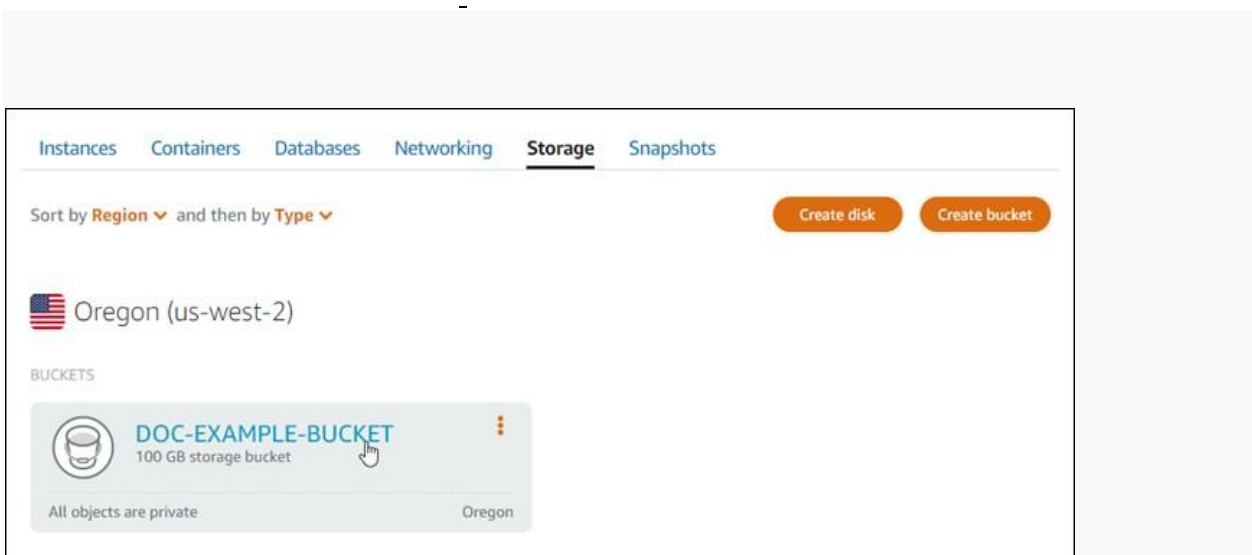 Instances Containers Databases Networking Storage Snapshots
Sort by Region and then by Type Create disk Create bucket
Oregon (us-west-2)
BUCKETS
DOC-EXAMPLE-BUCKET
100 GB storage bucket
All objects are private Oregon